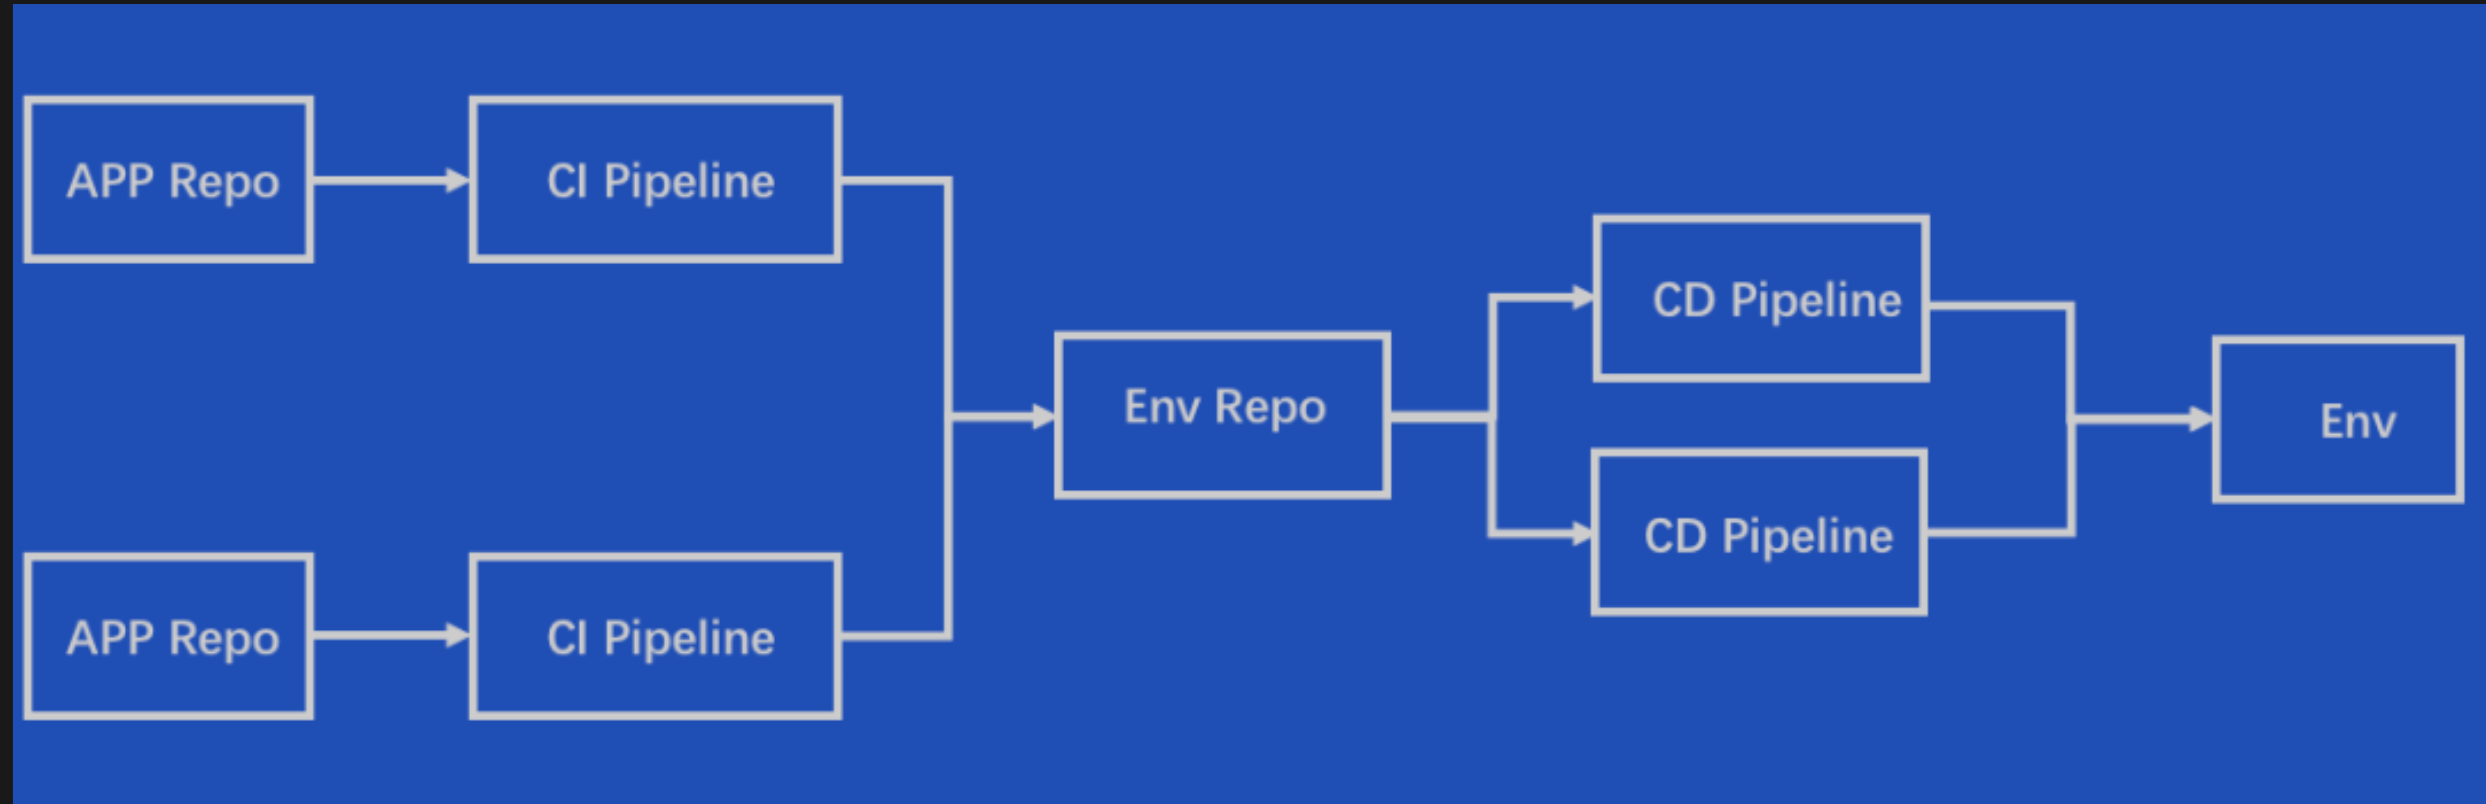 APP Repo
CI Pipeline
APP Repo
CI Pipeline
Env Repo
CD Pipeline
CD Pipeline
Env